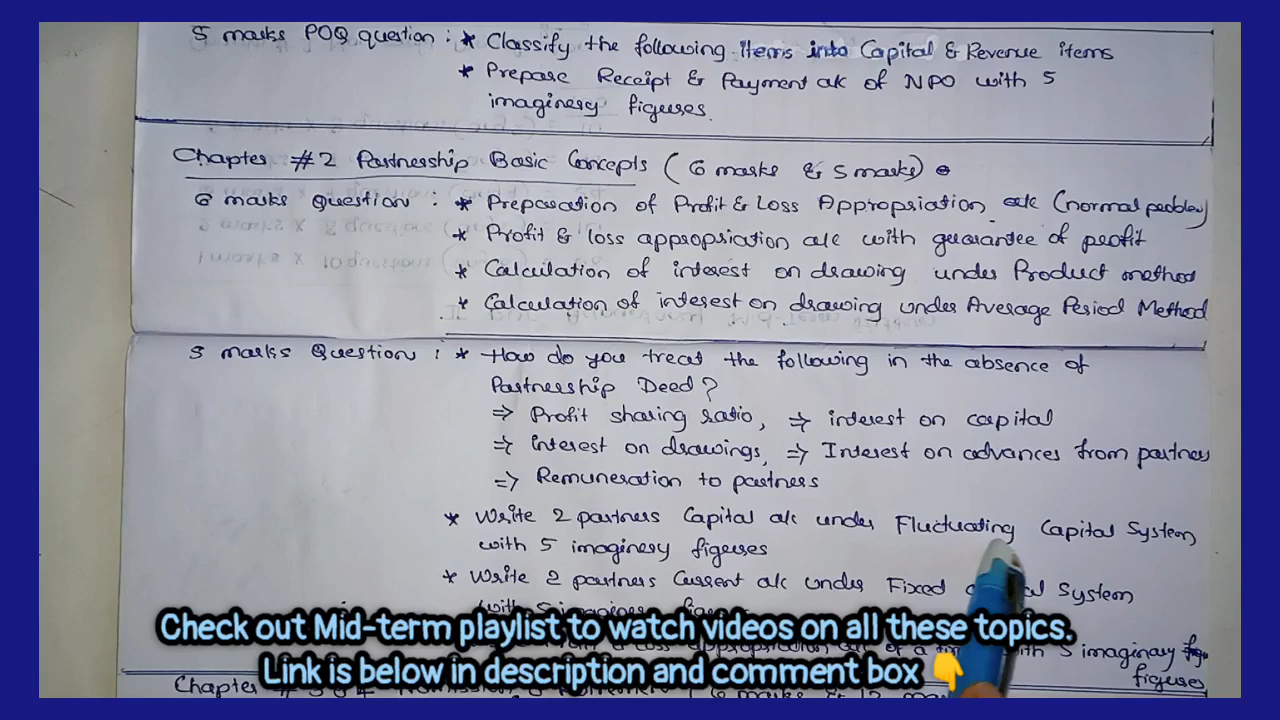 5 marks POQ question : * Classify the following items into Capital & Revenue items
* Prepare Receipt & Payment a/c of NPO with 5
imaginery figures.
Chapter #2 Partnership Basic Concepts (6 marks & 5 marks)
6 marks Question : * Preparation of Profit & Loss Appropriation a/c (normal problem)
* Profit & loss appropriation a/c with guarantee of profit
* Calculation of interest on drawing under Product method
* Calculation of interest on drawing under Average Period Method
5 marks Question : * How do you treat the following in the absence of
Partnership Deed?
⇒ Profit sharing ratio, ⇒ interest on capital
⇒ Interest on drawings, ⇒ Interest on advances from partners
⇒ Remuneration to partners
* Write 2 partners Capital a/c under Fluctuating Capital System
with 5 imaginery figures
* Write 2 partners Current a/c under Fixed System
Check out Mid-term playlist to watch videos on all these topics.
with 5 imaginary
Link is below in description and comment box 👇
figures
Chapter #